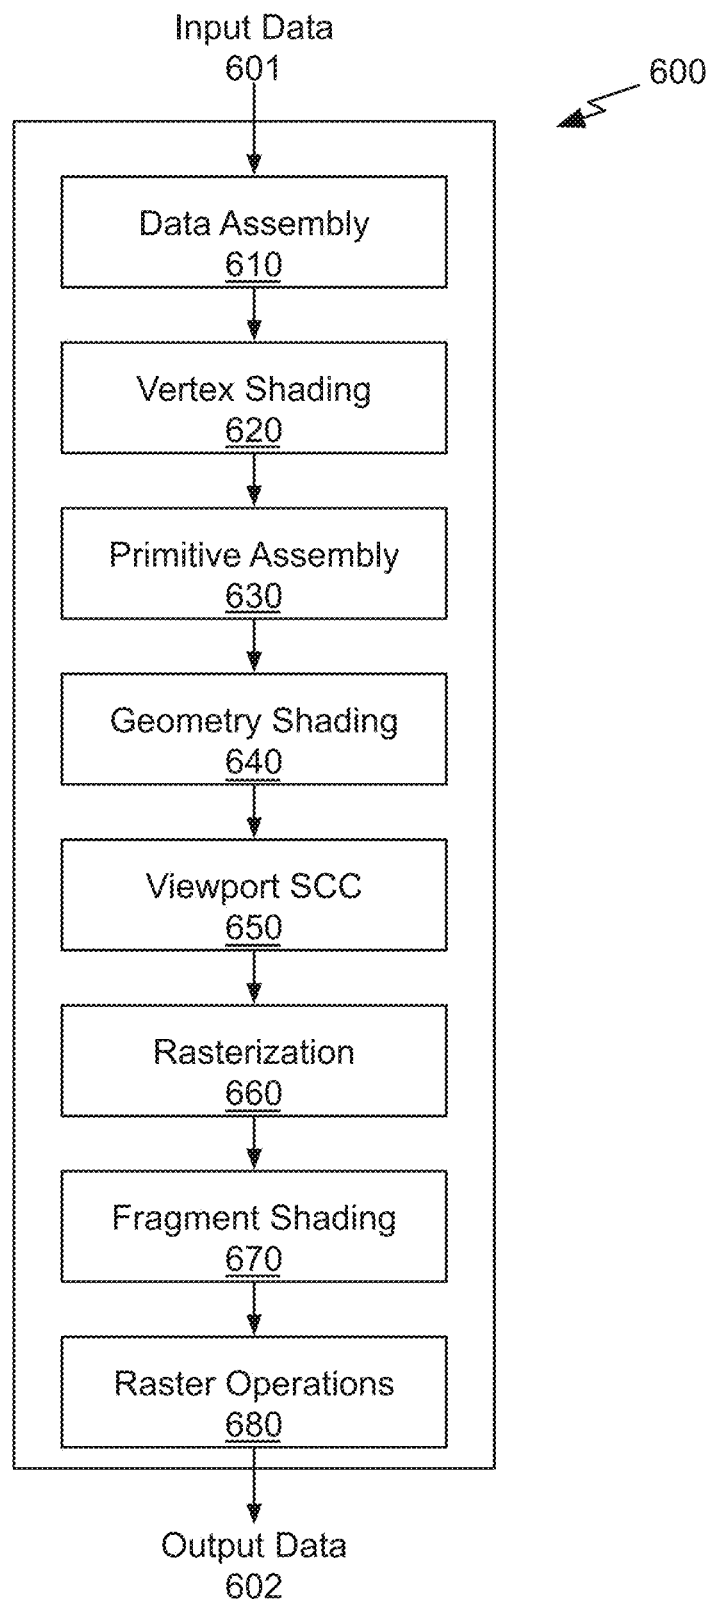 Input Data
601
600
Data Assembly
610
Vertex Shading
620
Primitive Assembly
630
Geometry Shading
640
Viewport SCC
650
Rasterization
660
Fragment Shading
670
Raster Operations
680
Output Data
602